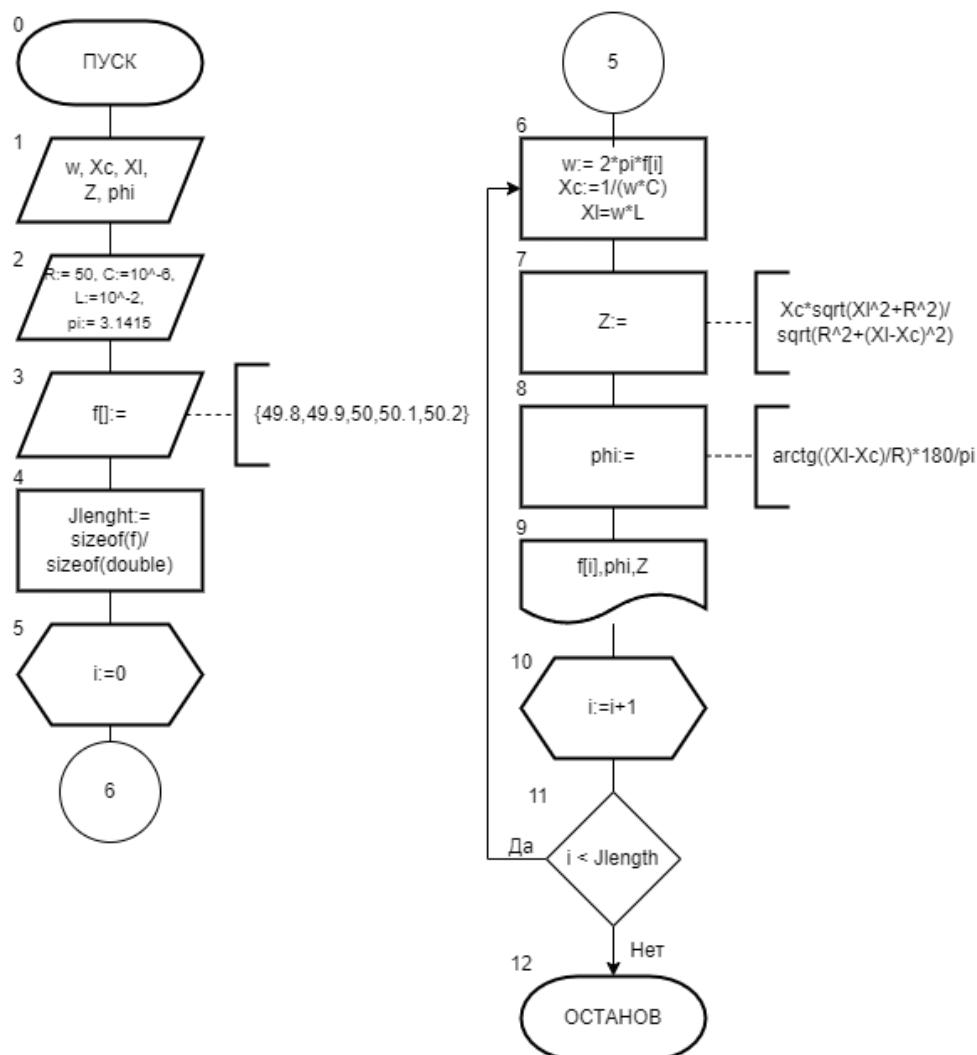 0
ПУСК
1
w, Xc, Xl,
Z, phi
2
R:= 50, C:=10^-6,
L:=10^-2,
pi:= 3.1415
3
f[]:=
{49.8,49.9,50,50.1,50.2}
4
Jlenght:=
sizeof(f)/
sizeof(double)
5
i:=0
6
5
6
w:= 2*pi*f[i]
Xc:=1/(w*C)
Xl=w*L
7
Z:=
Xc*sqrt(Xl^2+R^2)/
sqrt(R^2+(Xl-Xc)^2)
8
phi:=
arctg((Xl-Xc)/R)*180/pi
9
f[i],phi,Z
10
i:=i+1
11
Да
i < Jlength
Нет
12
ОСТАНОВ